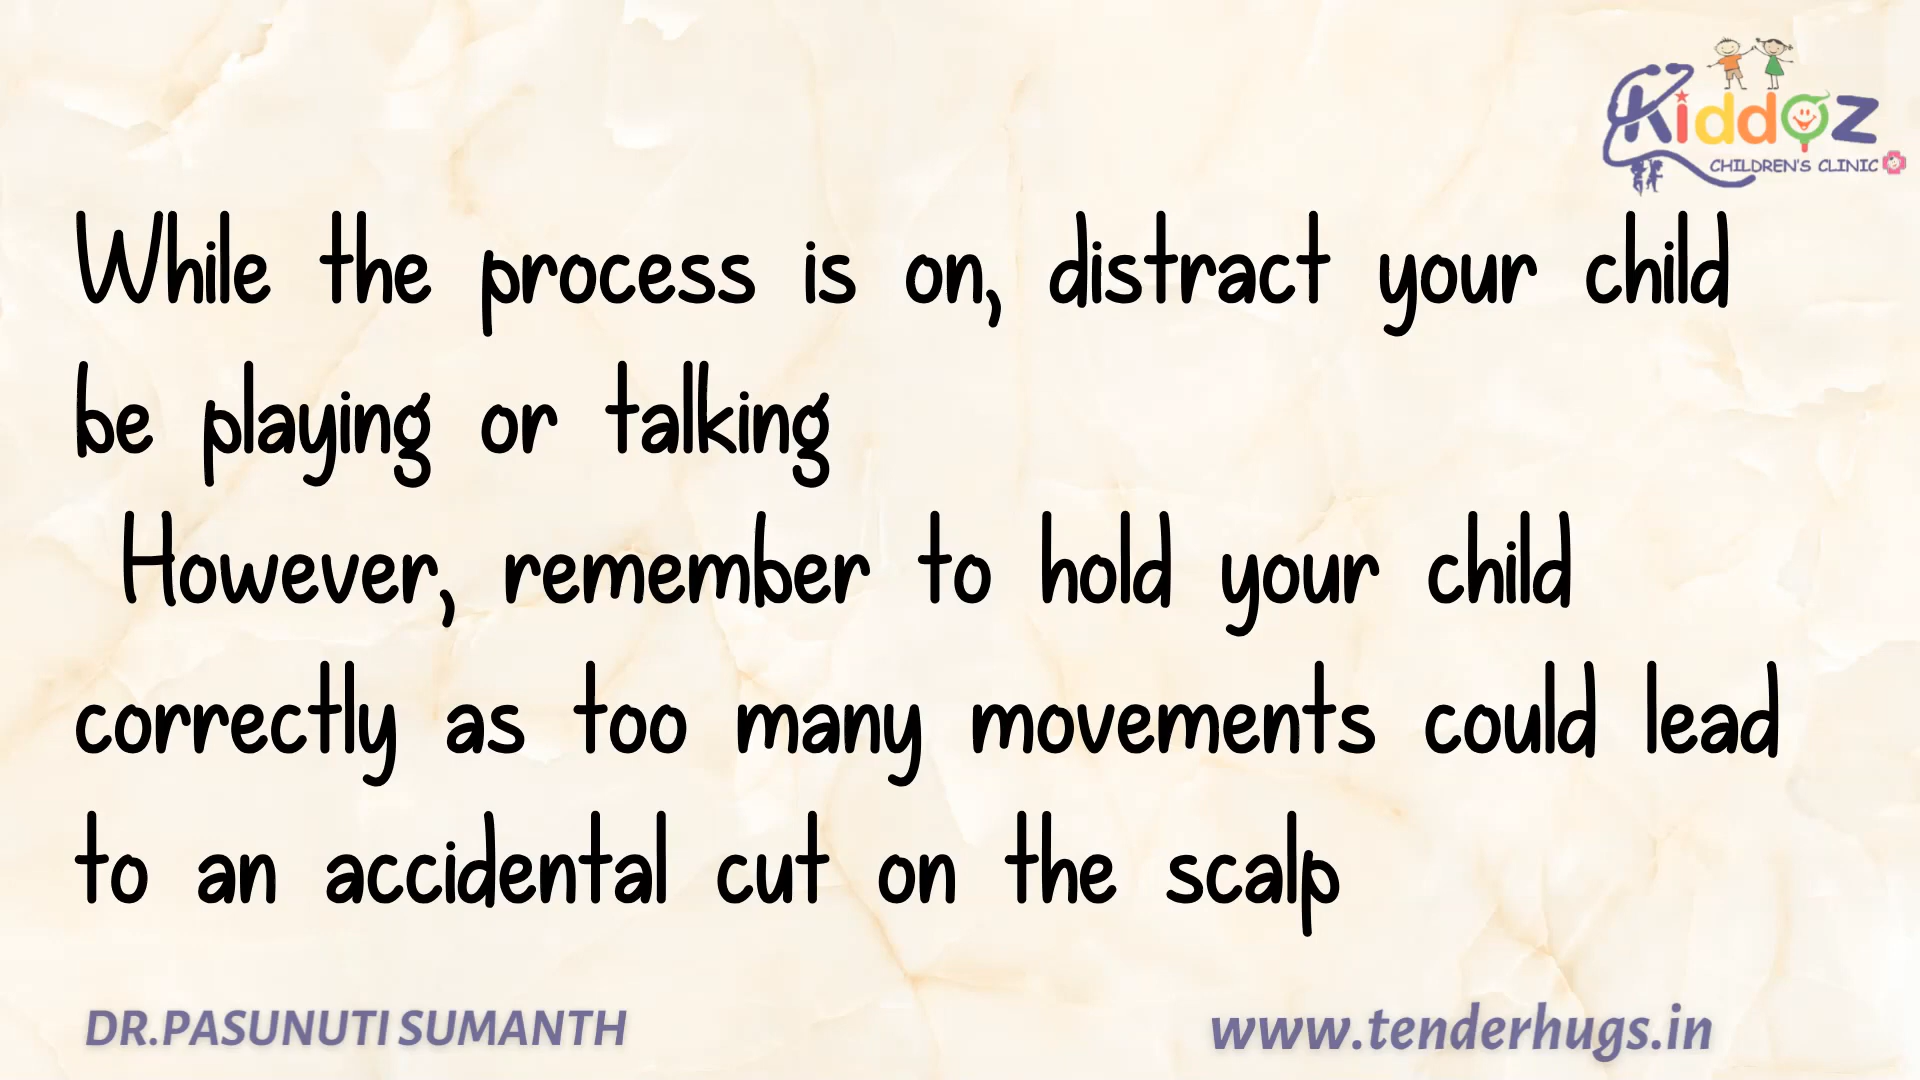 Kiddoz
CHILDREN'S CLINIC
While the process is on, distract your child
be playing or talking
However, remember to hold your child
correctly as too many movements could lead
to an accidental cut on the scalp
DR.PASUNUTI SUMANTH
www.tenderhugs.in